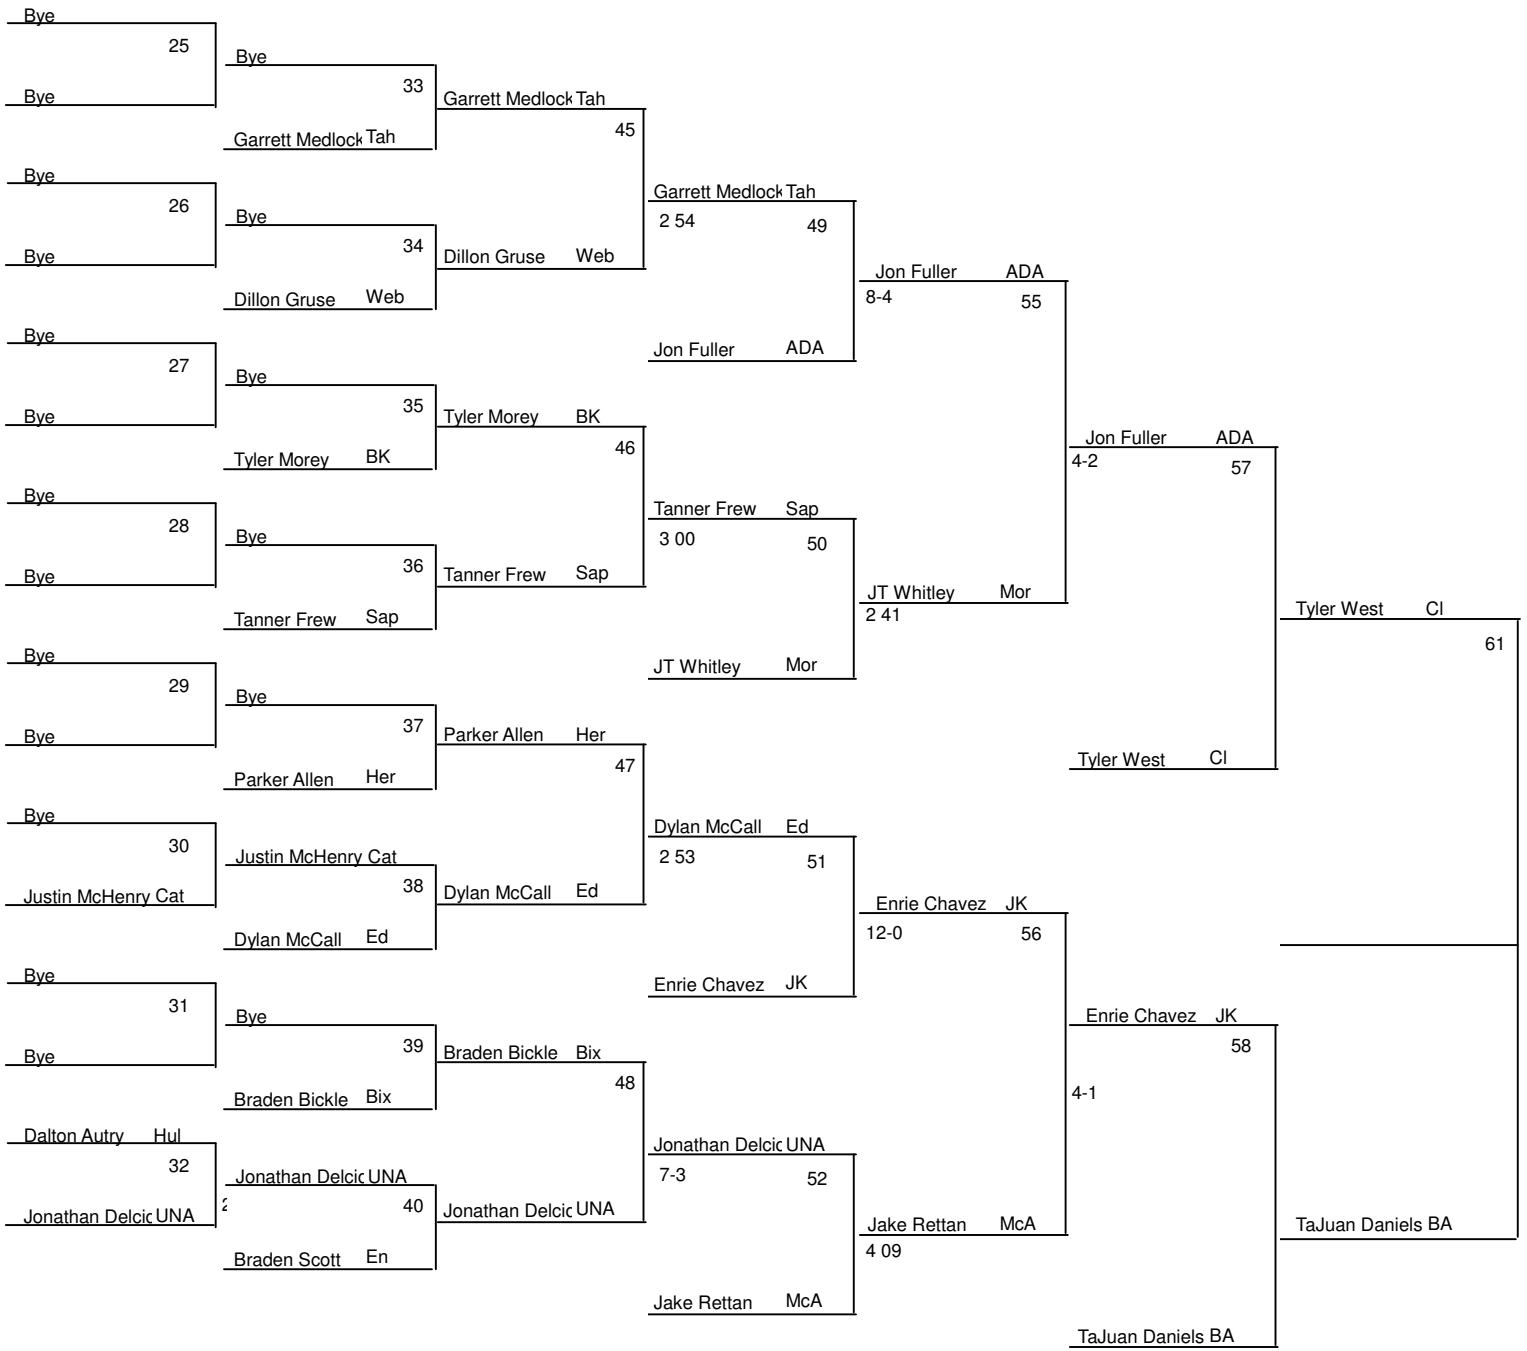 Bye
25
Bye
Bye
33
Garrett Medlock Tah
Bye
45
Garrett Medlock Tah
Bye
Garrett Medlock Tah
26
Bye
2 54
49
34
Dillon Gruse Web
Bye
Jon Fuller ADA
Dillon Gruse Web
8-4
55
Bye
Jon Fuller ADA
27
Bye
35
Tyler Morey BK
Bye
Jon Fuller ADA
46
Tyler Morey BK
4-2
57
Bye
Tanner Frew Sap
28
Bye
3 00
50
36
Tanner Frew Sap
Bye
JT Whitley Mor
Tanner Frew Sap
2 41
Tyler West Cl
61
Bye
JT Whitley Mor
29
Bye
37
Parker Allen Her
Bye
Tyler West Cl
47
Parker Allen Her
Bye
Dylan McCall Ed
30
Justin McHenry Cat
2 53
51
38
Dylan McCall Ed
Justin McHenry Cat
Enrie Chavez JK
Dylan McCall Ed
12-0
56
Bye
Enrie Chavez JK
31
Bye
Enrie Chavez JK
39
Braden Bickle Bix
58
Bye
48
Braden Bickle Bix
4-1
Dalton Autry Hul
Jonathan Delcic UNA
32
Jonathan Delcic UNA
7-3
52
40
Jonathan Delcic UNA
Jonathan Delcic UNA
Jake Rettan McA
TaJuan Daniels BA
Braden Scott En
4 09
Jake Rettan McA
TaJuan Daniels BA